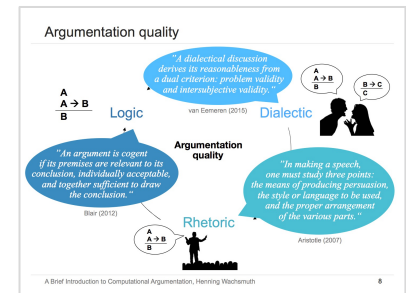 Argumentation quality
"A dialectical discussion
derives its reasonableness from
a dual criterion: problem validity
and intersubjective validity."
van Eemeren (2015)
A
A → B
B
Logic
Dialectic
A
A → B
B
B → C
C
"An argument is cogent
if its premises are relevant to its
conclusion, individually acceptable,
and together sufficient to draw
the conclusion."
Blair (2012)
Argumentation
quality
"In making a speech,
one must study three points:
the means of producing persuasion,
the style or language to be used,
and the proper arrangement
of the various parts."
Aristotle (2007)
Rhetoric
A
A → B
B
A Brief Introduction to Computational Argumentation, Henning Wachsmuth
8